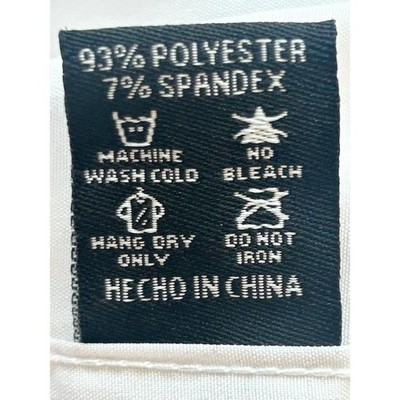 93% POLYESTER
7% SPANDEX
MACHINE
WASH COLD
NO
BLEACH
HANG DRY
ONLY
DO NOT
IRON
HECHO IN CHINA